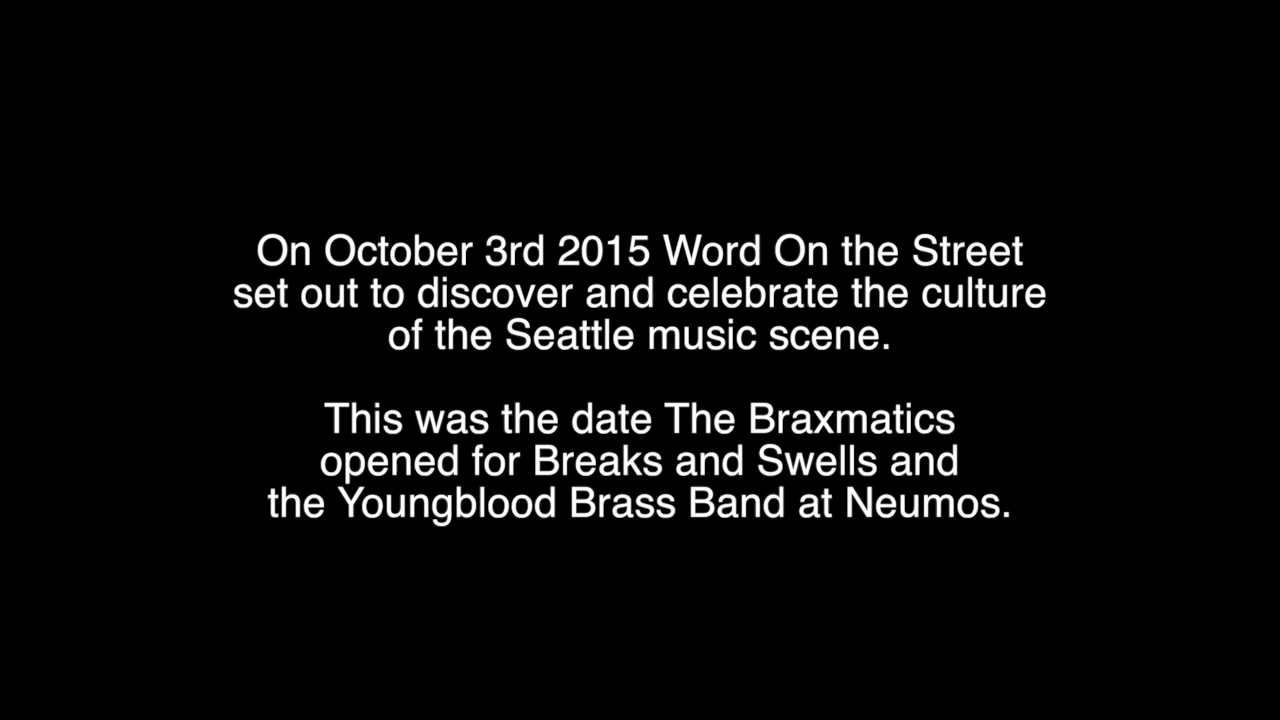 On October 3rd 2015 Word On the Street
set out to discover and celebrate the culture
of the Seattle music scene.
This was the date The Braxmatics
opened for Breaks and Swells and
the Youngblood Brass Band at Neumos.